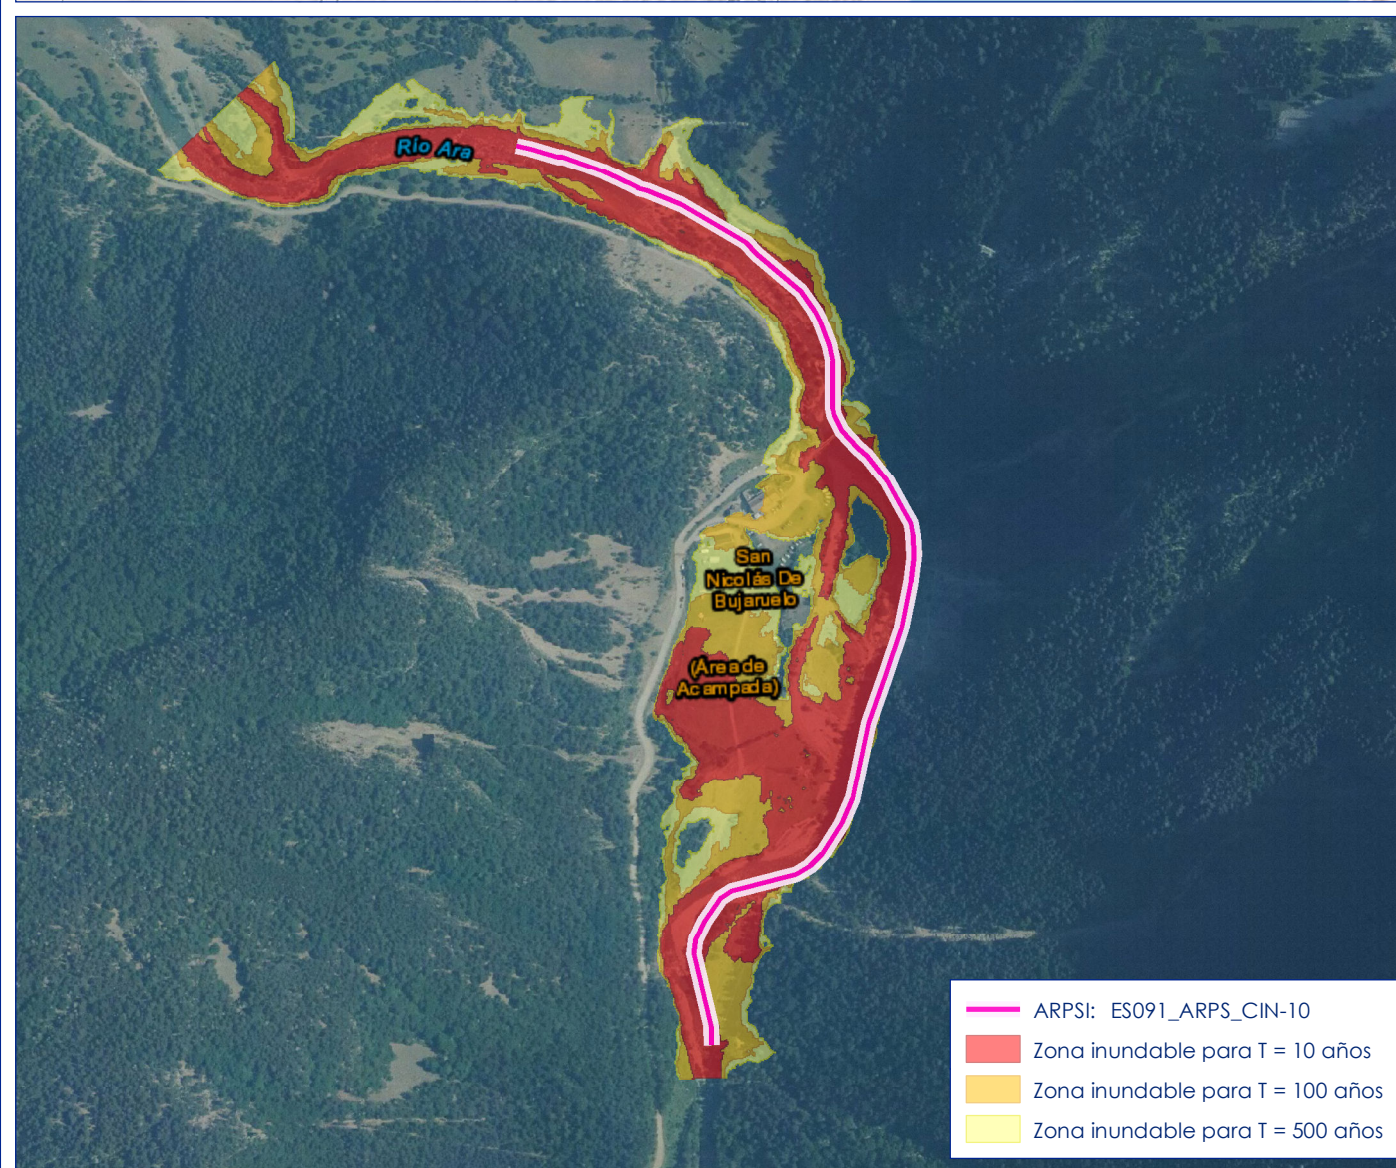 Río Ara
San
Nicolás De
Bujaruelo
(Area de
Acampada)
ARPSI: ES091_ARPS_CIN-10
Zona inundable para T = 10 años
Zona inundable para T = 100 años
Zona inundable para T = 500 años